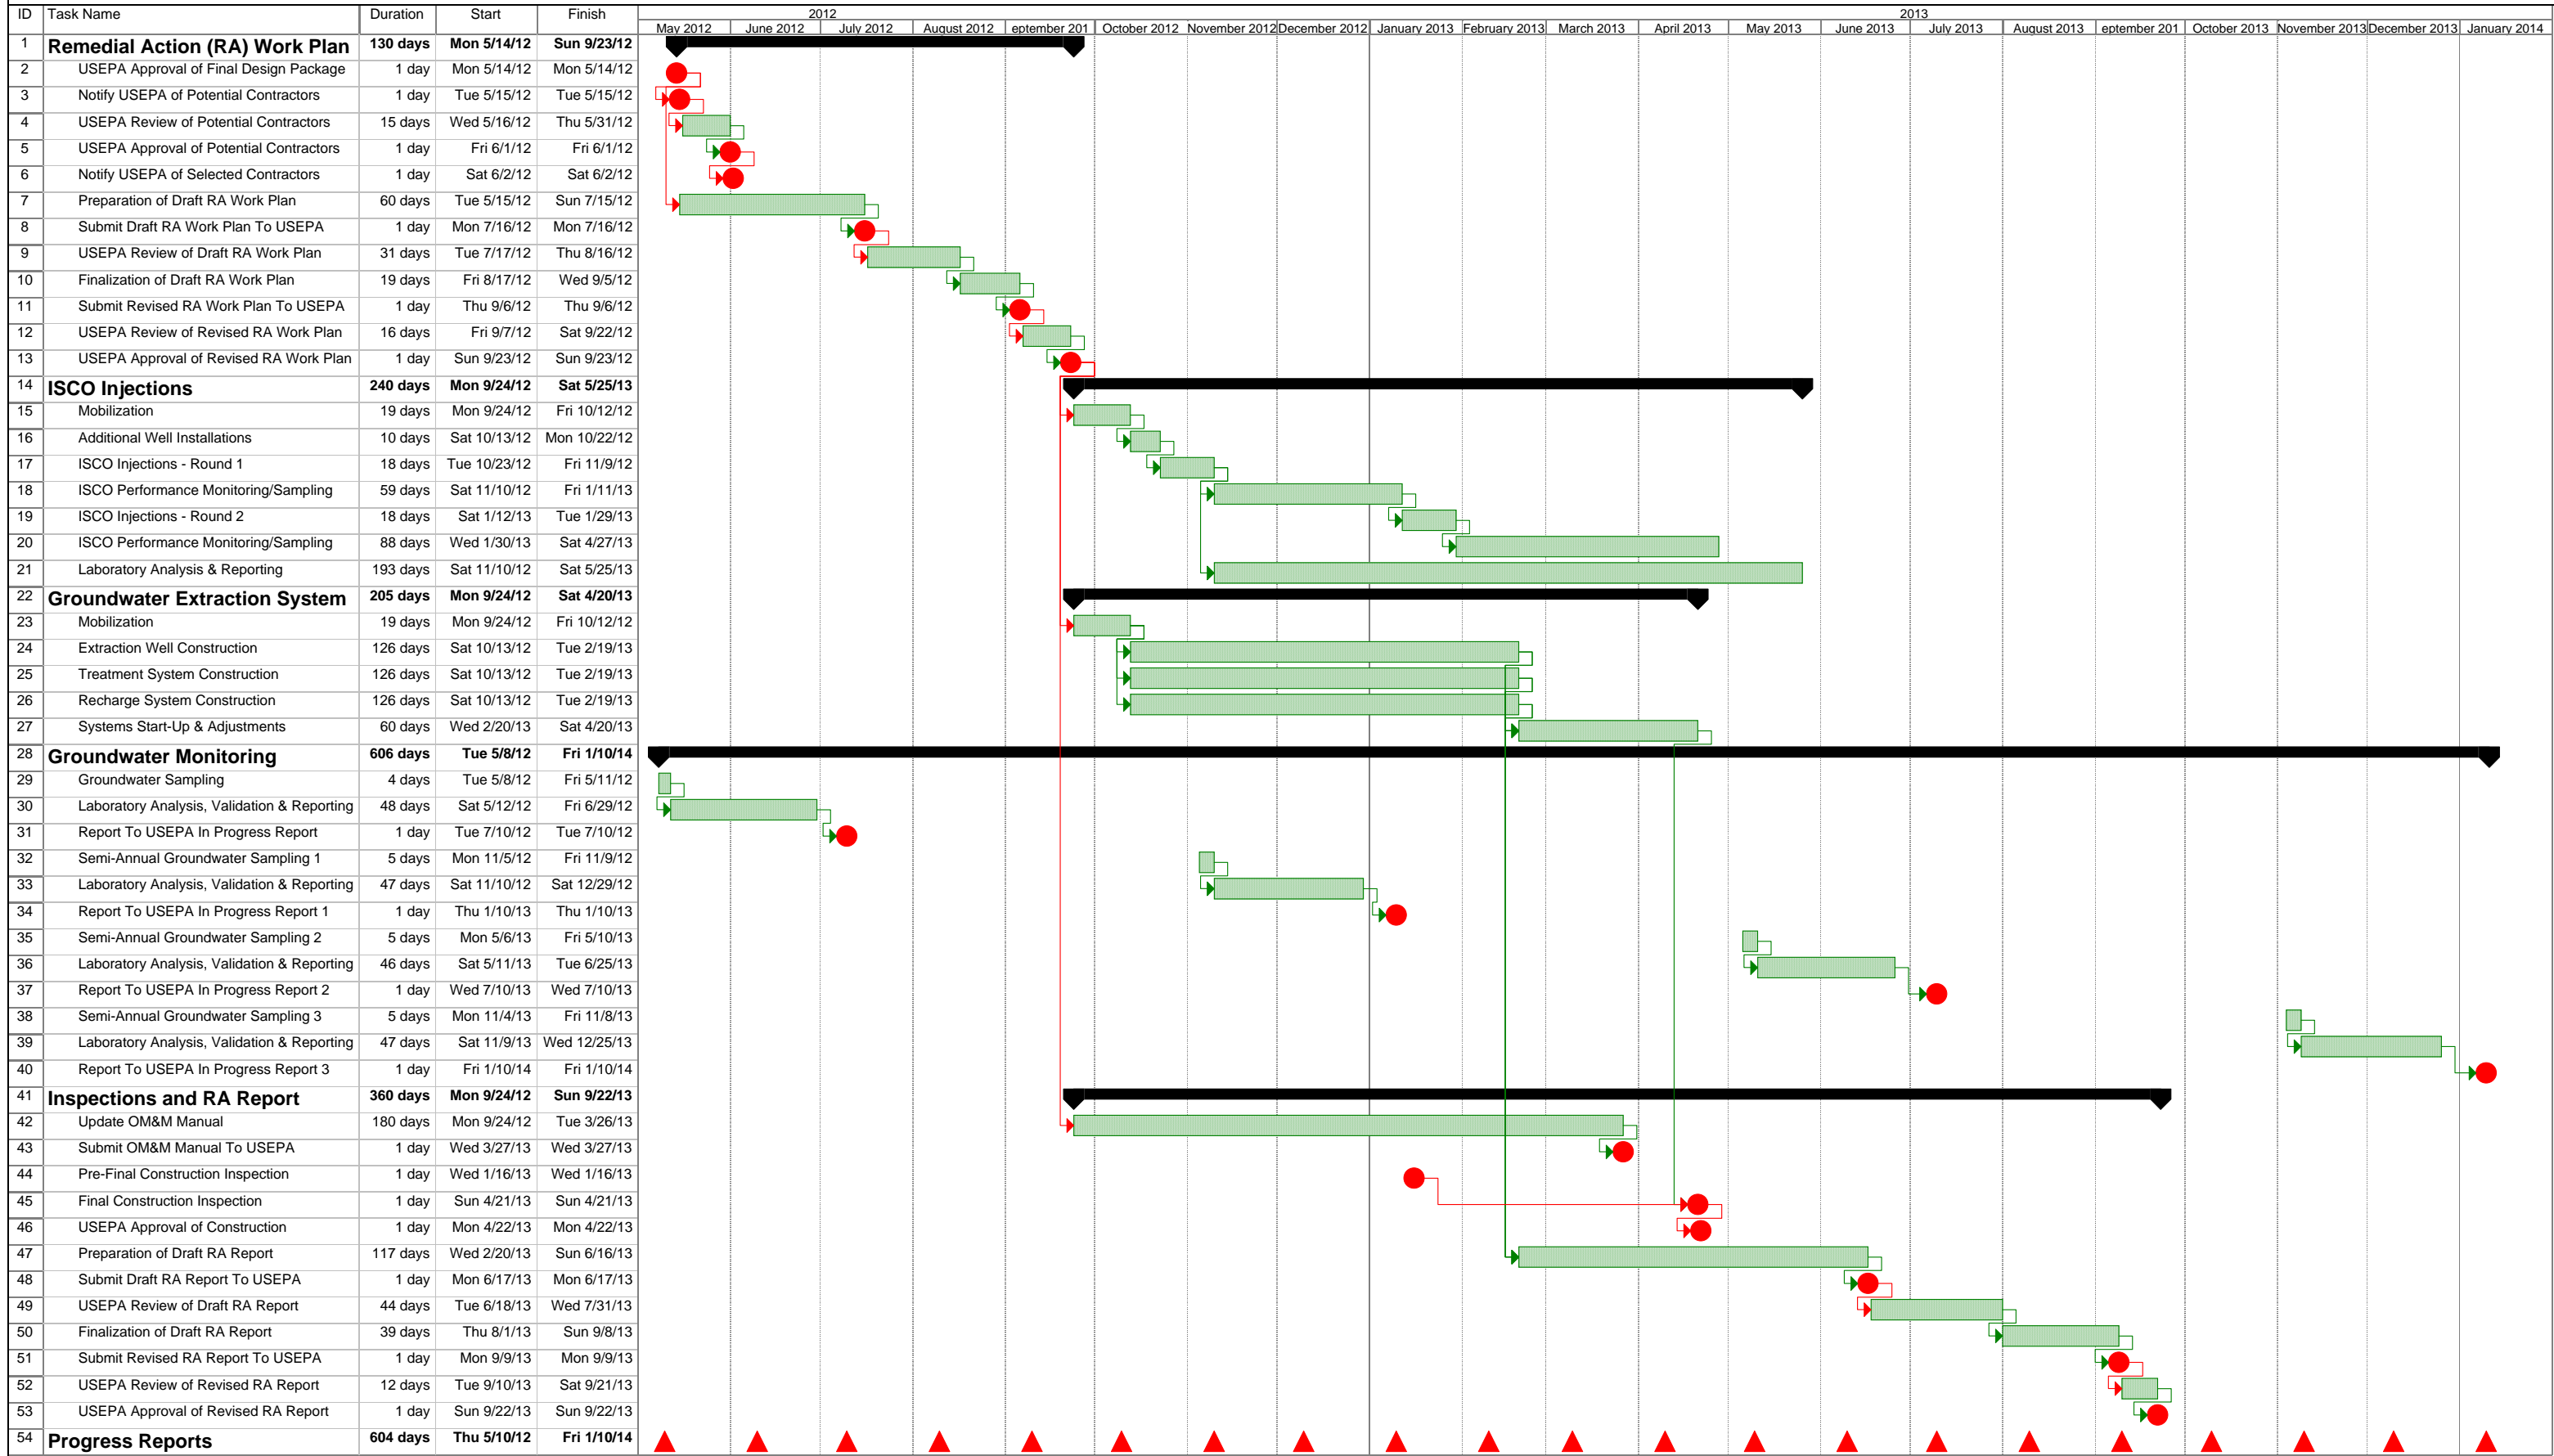 ID Task Name Duration Start Finish 2012 2013
May 2012 June 2012 July 2012 August 2012 eptember 201 October 2012 November 2012 December 2012 January 2013 February 2013 March 2013 April 2013 May 2013 June 2013 July 2013 August 2013 eptember 201 October 2013 November 2013 December 2013 January 2014
1 Remedial Action (RA) Work Plan 130 days Mon 5/14/12 Sun 9/23/12
2 USEPA Approval of Final Design Package 1 day Mon 5/14/12 Mon 5/14/12
3 Notify USEPA of Potential Contractors 1 day Tue 5/15/12 Tue 5/15/12
4 USEPA Review of Potential Contractors 15 days Wed 5/16/12 Thu 5/31/12
5 USEPA Approval of Potential Contractors 1 day Fri 6/1/12 Fri 6/1/12
6 Notify USEPA of Selected Contractors 1 day Sat 6/2/12 Sat 6/2/12
7 Preparation of Draft RA Work Plan 60 days Tue 5/15/12 Sun 7/15/12
8 Submit Draft RA Work Plan To USEPA 1 day Mon 7/16/12 Mon 7/16/12
9 USEPA Review of Draft RA Work Plan 31 days Tue 7/17/12 Thu 8/16/12
10 Finalization of Draft RA Work Plan 19 days Fri 8/17/12 Wed 9/5/12
11 Submit Revised RA Work Plan To USEPA 1 day Thu 9/6/12 Thu 9/6/12
12 USEPA Review of Revised RA Work Plan 16 days Fri 9/7/12 Sat 9/22/12
13 USEPA Approval of Revised RA Work Plan 1 day Sun 9/23/12 Sun 9/23/12
14 ISCO Injections 240 days Mon 9/24/12 Sat 5/25/13
15 Mobilization 19 days Mon 9/24/12 Fri 10/12/12
16 Additional Well Installations 10 days Sat 10/13/12 Mon 10/22/12
17 ISCO Injections - Round 1 18 days Tue 10/23/12 Fri 11/9/12
18 ISCO Performance Monitoring/Sampling 59 days Sat 11/10/12 Fri 1/11/13
19 ISCO Injections - Round 2 18 days Sat 1/12/13 Tue 1/29/13
20 ISCO Performance Monitoring/Sampling 88 days Wed 1/30/13 Sat 4/27/13
21 Laboratory Analysis & Reporting 193 days Sat 11/10/12 Sat 5/25/13
22 Groundwater Extraction System 205 days Mon 9/24/12 Sat 4/20/13
23 Mobilization 19 days Mon 9/24/12 Fri 10/12/12
24 Extraction Well Construction 126 days Sat 10/13/12 Tue 2/19/13
25 Treatment System Construction 126 days Sat 10/13/12 Tue 2/19/13
26 Recharge System Construction 126 days Sat 10/13/12 Tue 2/19/13
27 Systems Start-Up & Adjustments 60 days Wed 2/20/13 Sat 4/20/13
28 Groundwater Monitoring 606 days Tue 5/8/12 Fri 1/10/14
29 Groundwater Sampling 4 days Tue 5/8/12 Fri 5/11/12
30 Laboratory Analysis, Validation & Reporting 48 days Sat 5/12/12 Fri 6/29/12
31 Report To USEPA In Progress Report 1 day Tue 7/10/12 Tue 7/10/12
32 Semi-Annual Groundwater Sampling 1 5 days Mon 11/5/12 Fri 11/9/12
33 Laboratory Analysis, Validation & Reporting 47 days Sat 11/10/12 Sat 12/29/12
34 Report To USEPA In Progress Report 1 1 day Thu 1/10/13 Thu 1/10/13
35 Semi-Annual Groundwater Sampling 2 5 days Mon 5/6/13 Fri 5/10/13
36 Laboratory Analysis, Validation & Reporting 46 days Sat 5/11/13 Tue 6/25/13
37 Report To USEPA In Progress Report 2 1 day Wed 7/10/13 Wed 7/10/13
38 Semi-Annual Groundwater Sampling 3 5 days Mon 11/4/13 Fri 11/8/13
39 Laboratory Analysis, Validation & Reporting 47 days Sat 11/9/13 Wed 12/25/13
40 Report To USEPA In Progress Report 3 1 day Fri 1/10/14 Fri 1/10/14
41 Inspections and RA Report 360 days Mon 9/24/12 Sun 9/22/13
42 Update OM&M Manual 180 days Mon 9/24/12 Tue 3/26/13
43 Submit OM&M Manual To USEPA 1 day Wed 3/27/13 Wed 3/27/13
44 Pre-Final Construction Inspection 1 day Wed 1/16/13 Wed 1/16/13
45 Final Construction Inspection 1 day Sun 4/21/13 Sun 4/21/13
46 USEPA Approval of Construction 1 day Mon 4/22/13 Mon 4/22/13
47 Preparation of Draft RA Report 117 days Wed 2/20/13 Sun 6/16/13
48 Submit Draft RA Report To USEPA 1 day Mon 6/17/13 Mon 6/17/13
49 USEPA Review of Draft RA Report 44 days Tue 6/18/13 Wed 7/31/13
50 Finalization of Draft RA Report 39 days Thu 8/1/13 Sun 9/8/13
51 Submit Revised RA Report To USEPA 1 day Mon 9/9/13 Mon 9/9/13
52 USEPA Review of Revised RA Report 12 days Tue 9/10/13 Sat 9/21/13
53 USEPA Approval of Revised RA Report 1 day Sun 9/22/13 Sun 9/22/13
54 Progress Reports 604 days Thu 5/10/12 Fri 1/10/14